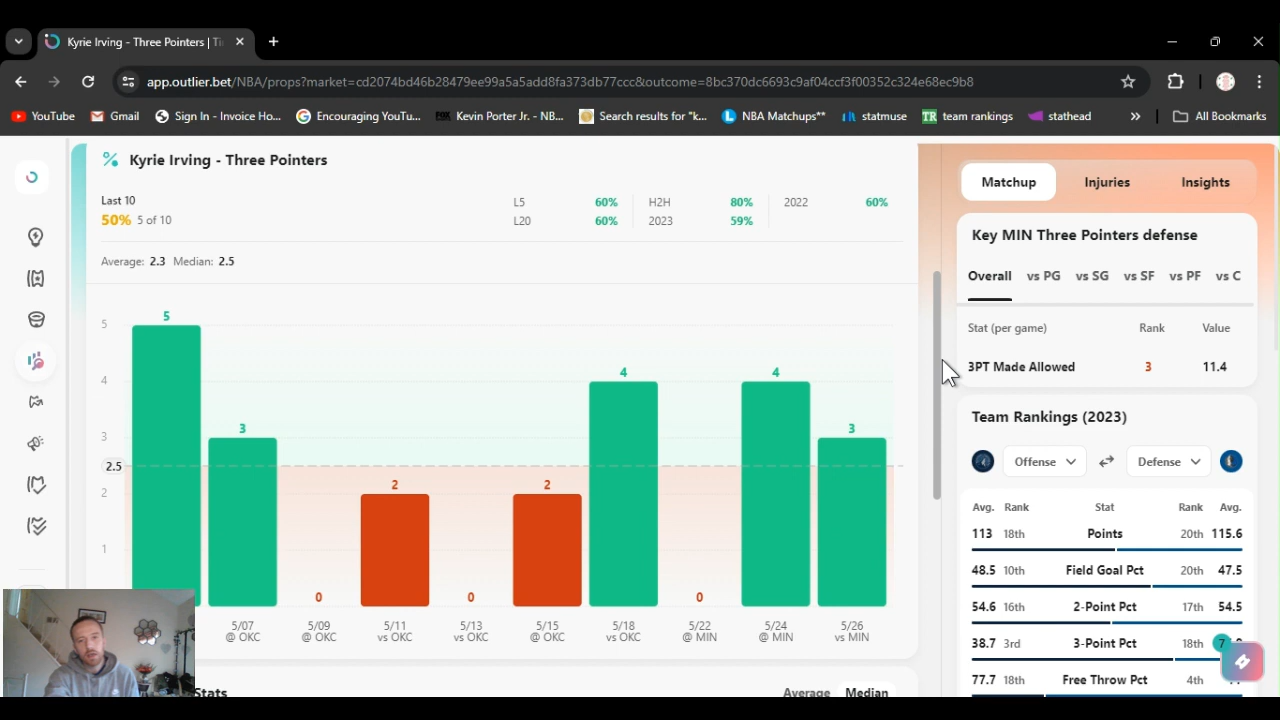 Kyrie Irving - Three Pointers | Ti
app.outlier.bet/NBA/props?market=cd2074bd46b28479ee99a5a5add8fa373db77ccc&outcome=8bc370dc6693c9af04ccf3f00352c324e68ec9b8
YouTube Gmail Sign In - Invoice Ho... Encouraging YouTu... FOX Kevin Porter Jr. - NB... Search results for "k... NBA Matchups** statmuse TR team rankings stathead » All Bookmarks
Kyrie Irving - Three Pointers
Last 10
50% 5 of 10
L5 60% H2H 80% 2022 60%
L20 60% 2023 59%
Average: 2.3 Median: 2.5
5 4 3 2.5 2 1
5 3 0 2 0 2 4 0 4 3
5/07 5/09 5/11 5/13 5/15 5/18 5/22 5/24 5/26
@ OKC @ OKC vs OKC vs OKC @ OKC vs OKC @ MIN @ MIN vs MIN
Stats Average Median
Matchup Injuries Insights
Key MIN Three Pointers defense
Overall vs PG vs SG vs SF vs PF vs C
Stat (per game) Rank Value
3PT Made Allowed 3 11.4
Team Rankings (2023)
Offense Defense
Avg. Rank Stat Rank Avg.
113 18th Points 20th 115.6
48.5 10th Field Goal Pct 20th 47.5
54.6 16th 2-Point Pct 17th 54.5
38.7 3rd 3-Point Pct 18th
77.7 18th Free Throw Pct 4th